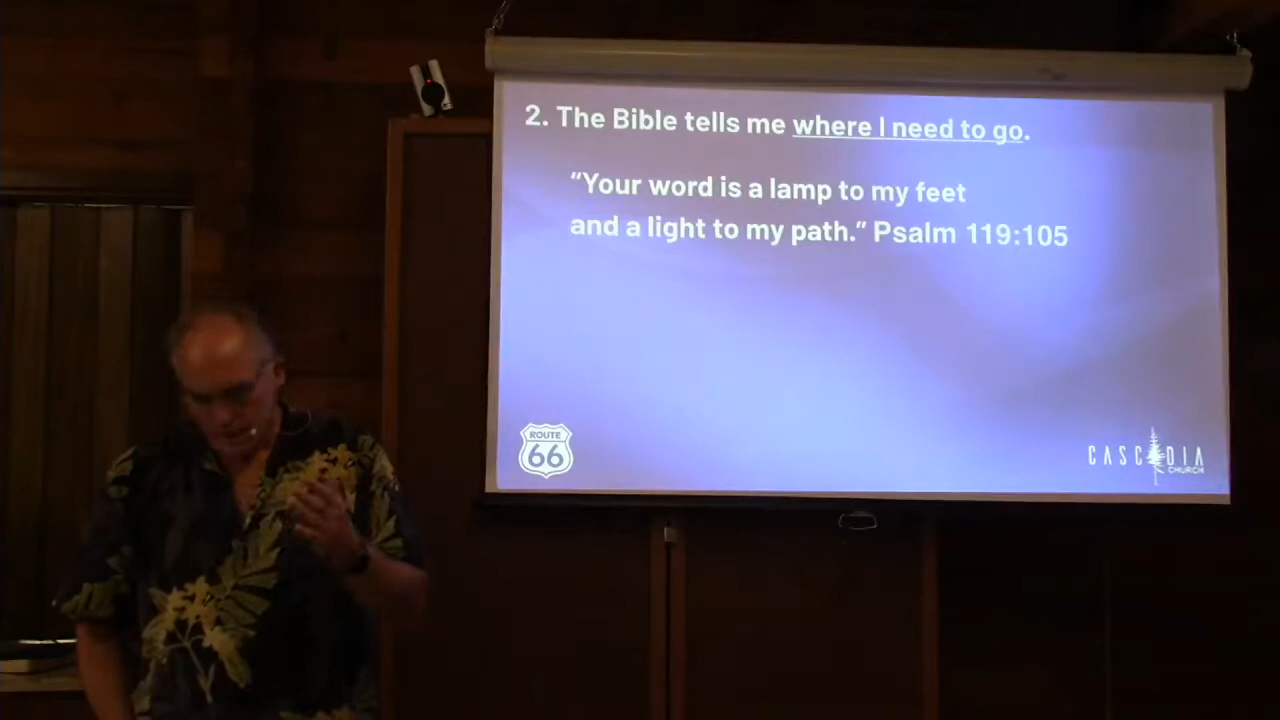 2. The Bible tells me where I need to go.
“Your word is a lamp to my feet
and a light to my path.” Psalm 119:105
ROUTE
66
CASCADIA
CHURCH